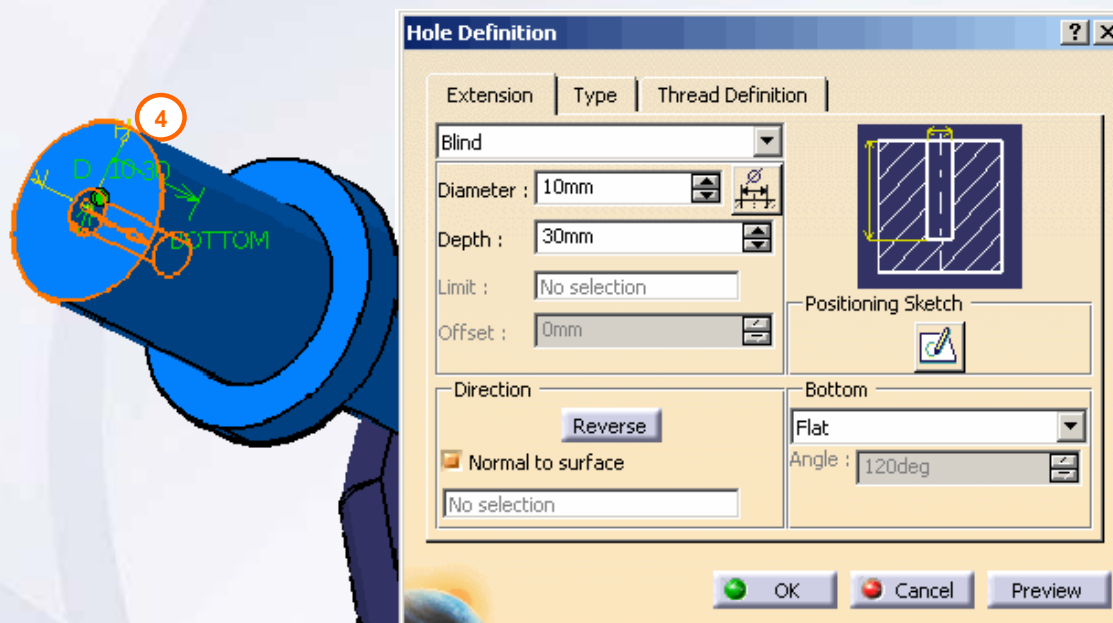 Hole Definition
?
4
D 10-30
BOTTOM
Extension
Type
Thread Definition
Blind
Diameter :
10mm
Depth :
30mm
Limit :
No selection
Offset :
0mm
Positioning Sketch
Direction
Reverse
Normal to surface
No selection
Bottom
Flat
Angle :
120deg
OK
Cancel
Preview